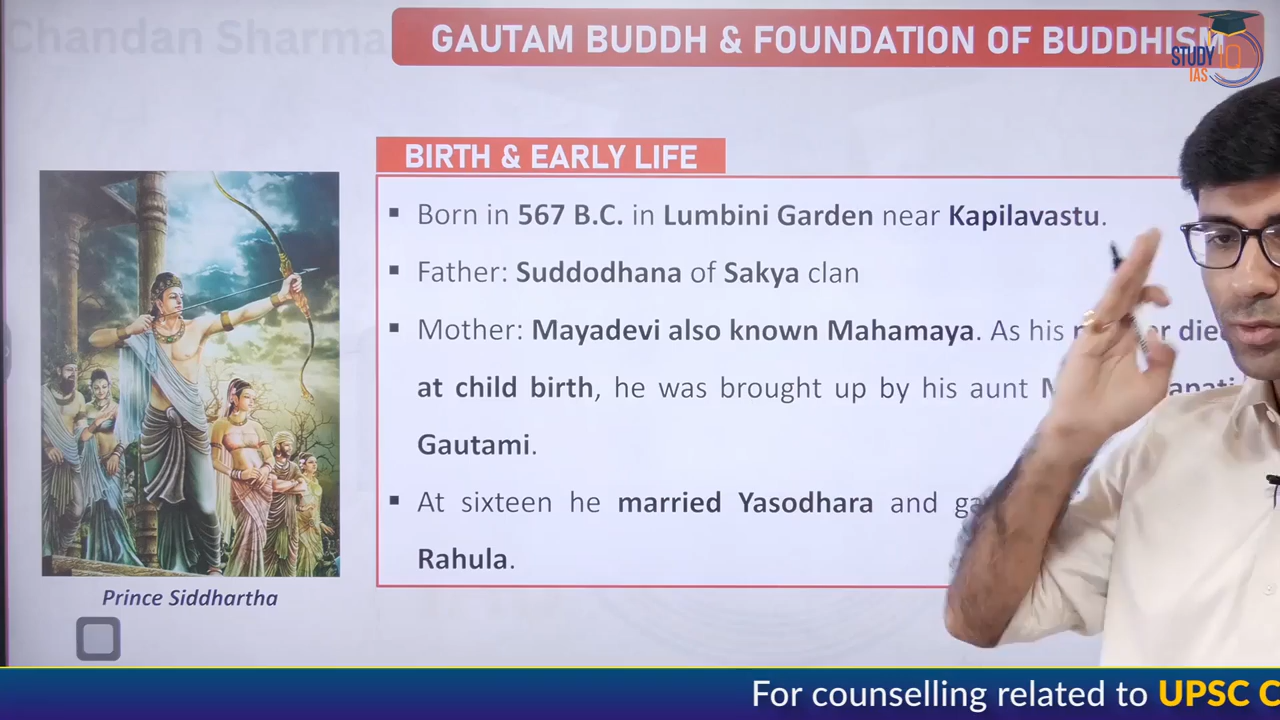 Chandan Sharma
GAUTAM BUDDH & FOUNDATION OF BUDDHISM
STUDY IQ
IAS
BIRTH & EARLY LIFE
▪ Born in 567 B.C. in Lumbini Garden near Kapilavastu.
▪ Father: Suddodhana of Sakya clan
▪ Mother: Mayadevi also known Mahamaya. As his
at child birth, he was brought up by his aunt
Gautami.
▪ At sixteen he married Yasodhara and
Rahula.
Prince Siddhartha
For counselling related to UPSC